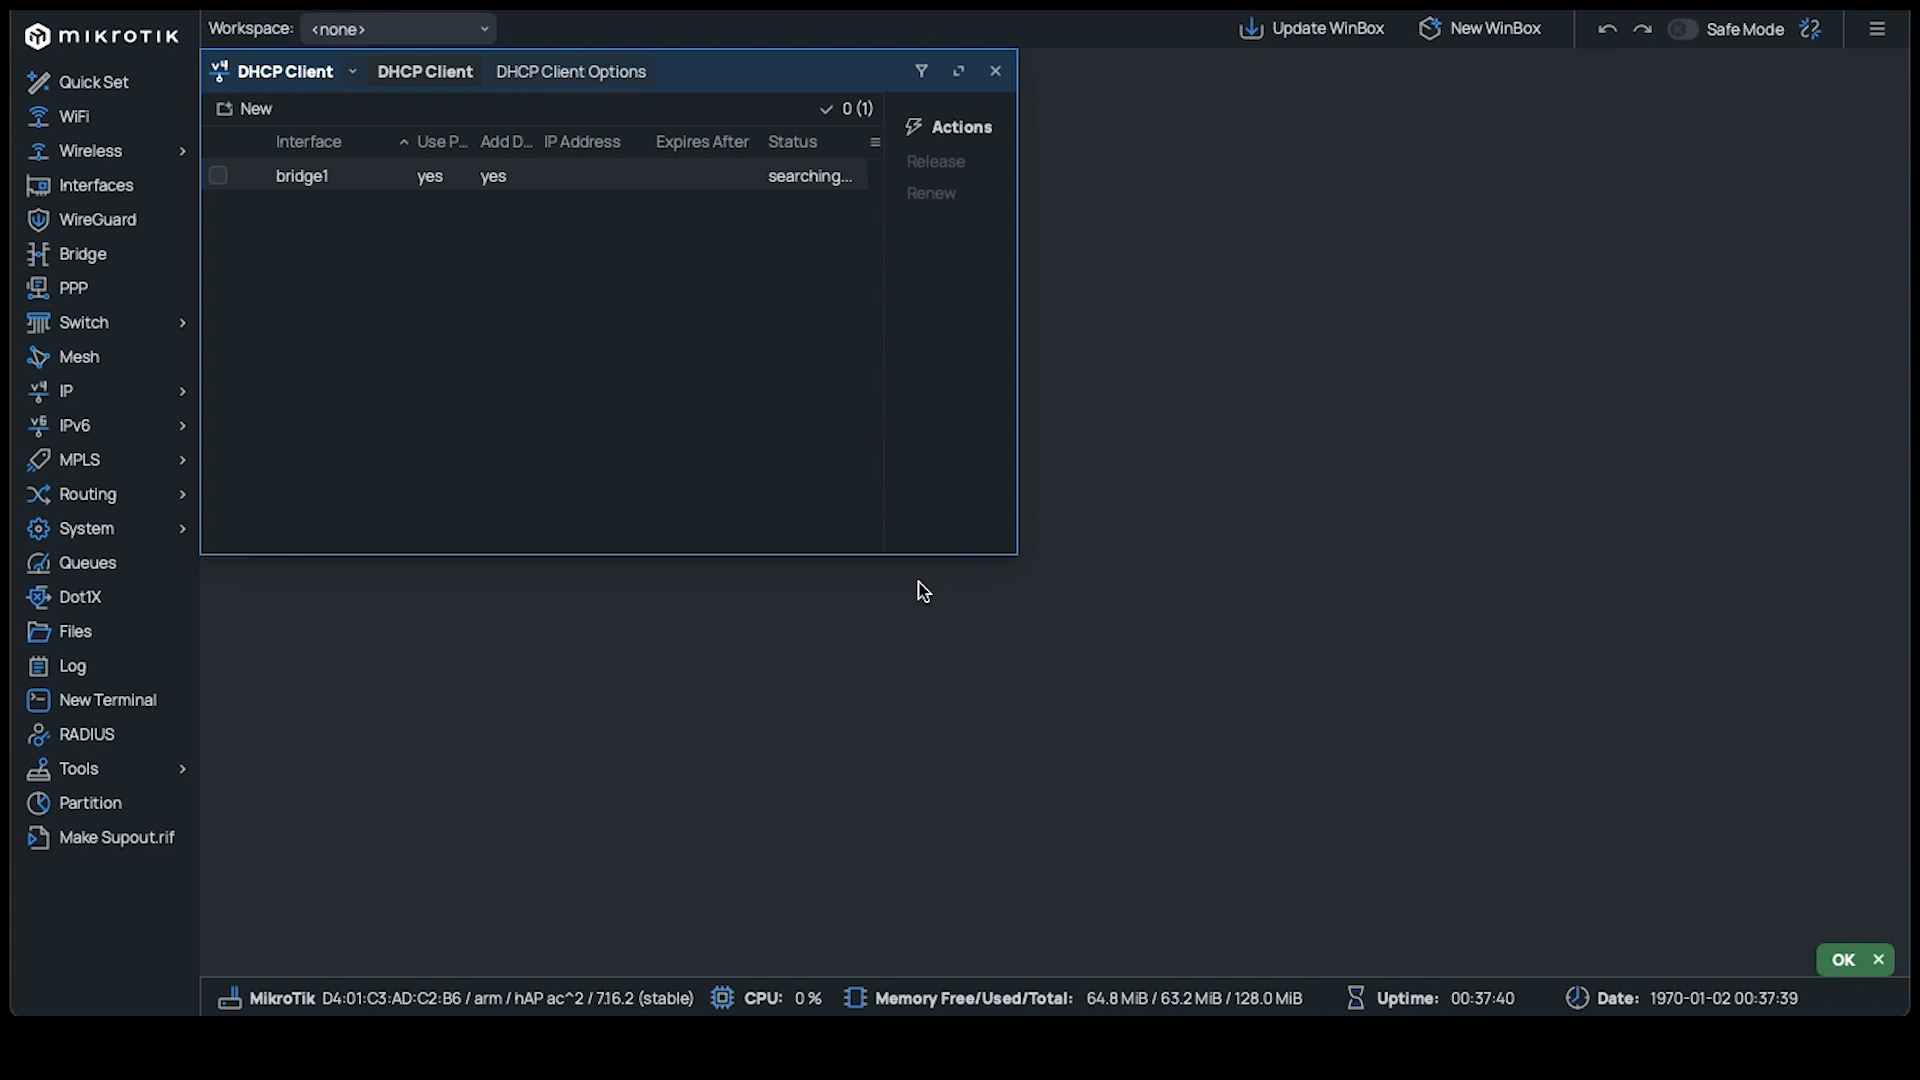 mikrotik
Workspace: <none>
Update WinBox
New WinBox
Safe Mode
Quick Set
WiFi
Wireless
Interfaces
WireGuard
Bridge
PPP
Switch
Mesh
IP
IPv6
MPLS
Routing
System
Queues
Dot1X
Files
Log
New Terminal
RADIUS
Tools
Partition
Make Supout.rif
v4 DHCP Client DHCP Client DHCP Client Options
New 0 (1)
Interface Use P... Add D... IP Address Expires After Status
bridge1 yes yes searching...
Actions
Release
Renew
OK
MikroTik D4:01:C3:AD:C2:B6 / arm / hAP ac^2 / 7.16.2 (stable) CPU: 0 % Memory Free/Used/Total: 64.8 MiB / 63.2 MiB / 128.0 MiB Uptime: 00:37:40 Date: 1970-01-02 00:37:39